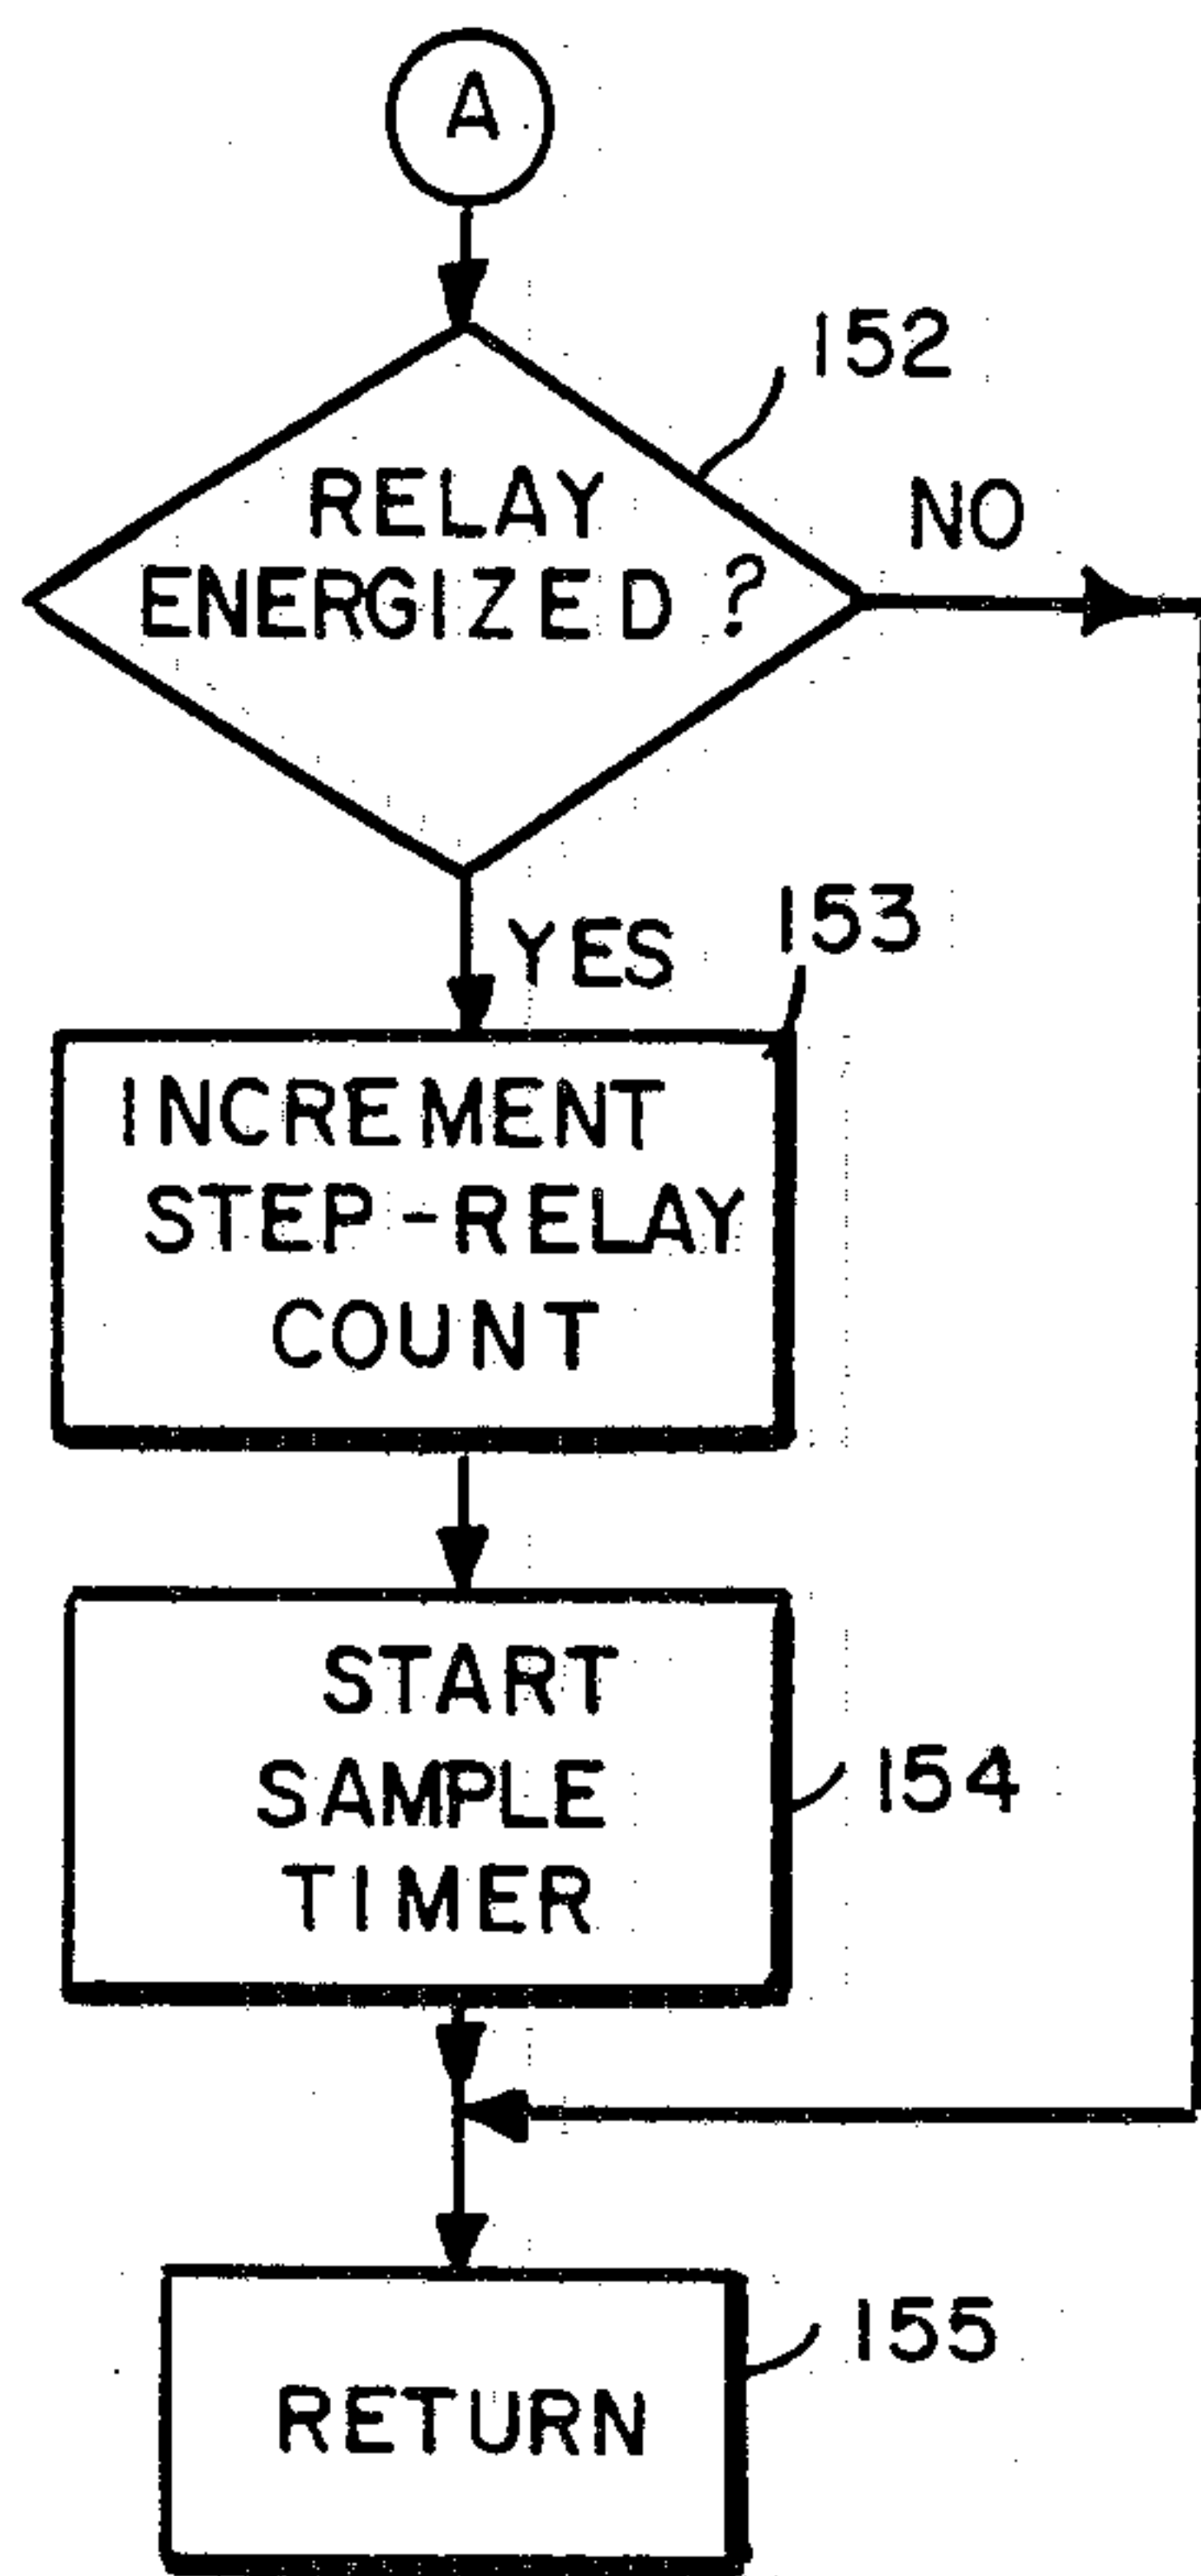 A
152
RELAY
ENERGIZED ?
NO
YES
153
INCREMENT
STEP-RELAY
COUNT
START
SAMPLE
TIMER
154
155
RETURN